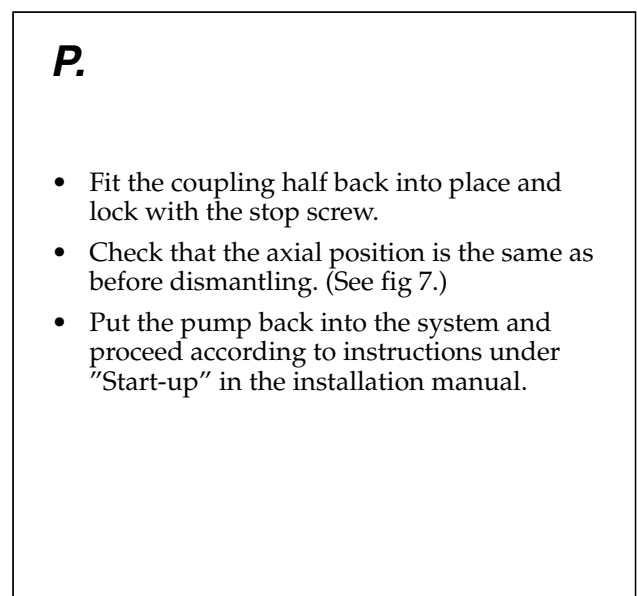 P.
• Fit the coupling half back into place and
lock with the stop screw.
• Check that the axial position is the same as
before dismantling. (See fig 7.)
• Put the pump back into the system and
proceed according to instructions under
”Start-up” in the installation manual.